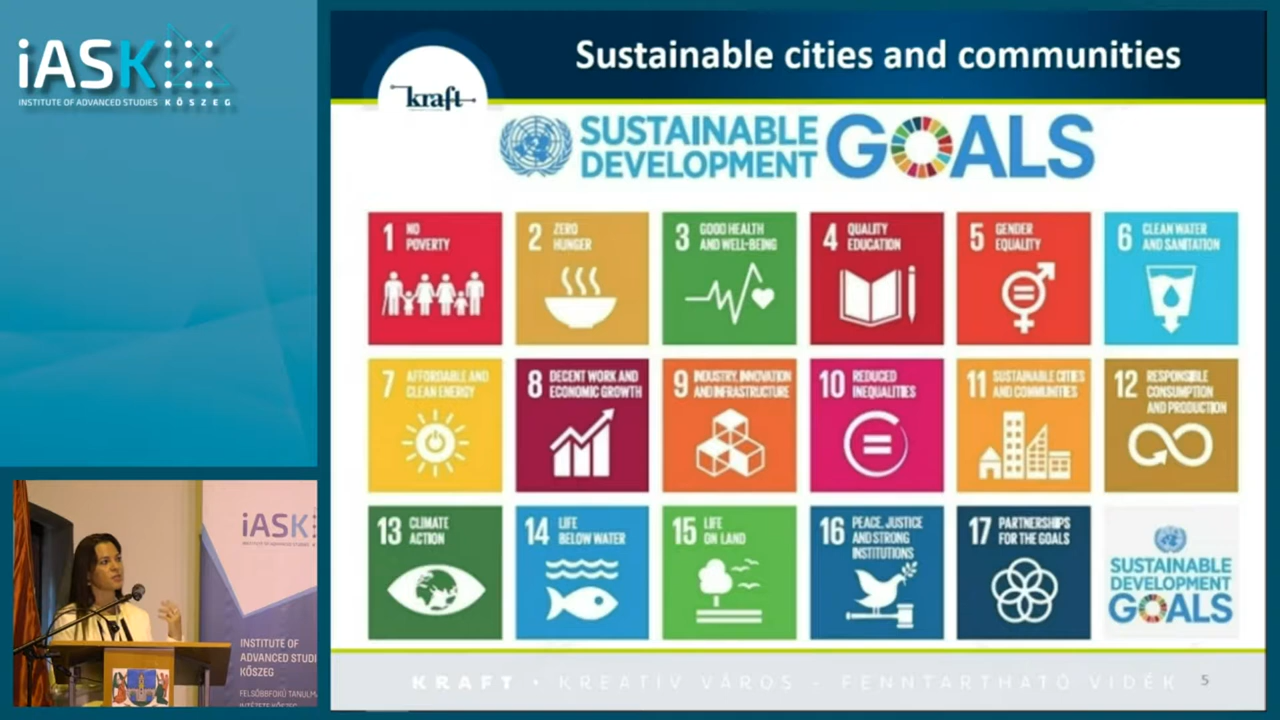 iASK
INSTITUTE OF ADVANCED STUDIES KŐSZEG
Sustainable cities and communities
kraft
SUSTAINABLE
DEVELOPMENT
GOALS
1 NO
POVERTY
2 ZERO
HUNGER
3 GOOD HEALTH
AND WELL-BEING
4 QUALITY
EDUCATION
5 GENDER
EQUALITY
6 CLEAN WATER
AND SANITATION
7 AFFORDABLE AND
CLEAN ENERGY
8 DECENT WORK AND
ECONOMIC GROWTH
9 INDUSTRY, INNOVATION
AND INFRASTRUCTURE
10 REDUCED
INEQUALITIES
11 SUSTAINABLE CITIES
AND COMMUNITIES
12 RESPONSIBLE
CONSUMPTION
AND PRODUCTION
13 CLIMATE
ACTION
14 LIFE
BELOW WATER
15 LIFE
ON LAND
16 PEACE, JUSTICE
AND STRONG
INSTITUTIONS
17 PARTNERSHIPS
FOR THE GOALS
SUSTAINABLE
DEVELOPMENT
GOALS
KRAFT • KREATÍV VÁROS - FENNTARTHATÓ VIDÉK 5
iASK
INSTITUTE OF
ADVANCED STUDI
KŐSZEG
FELSŐBBFOKÚ TANULM